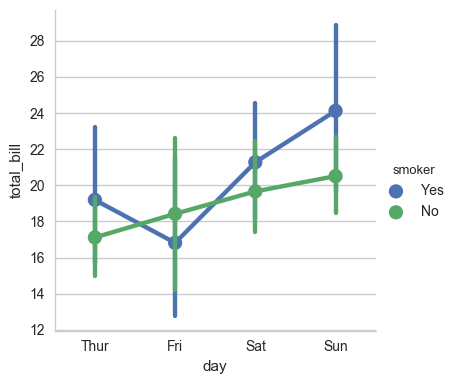 28
26
24
22
20
18
16
14
12
total_bill
Thur Fri Sat Sun
day
smoker
Yes
No